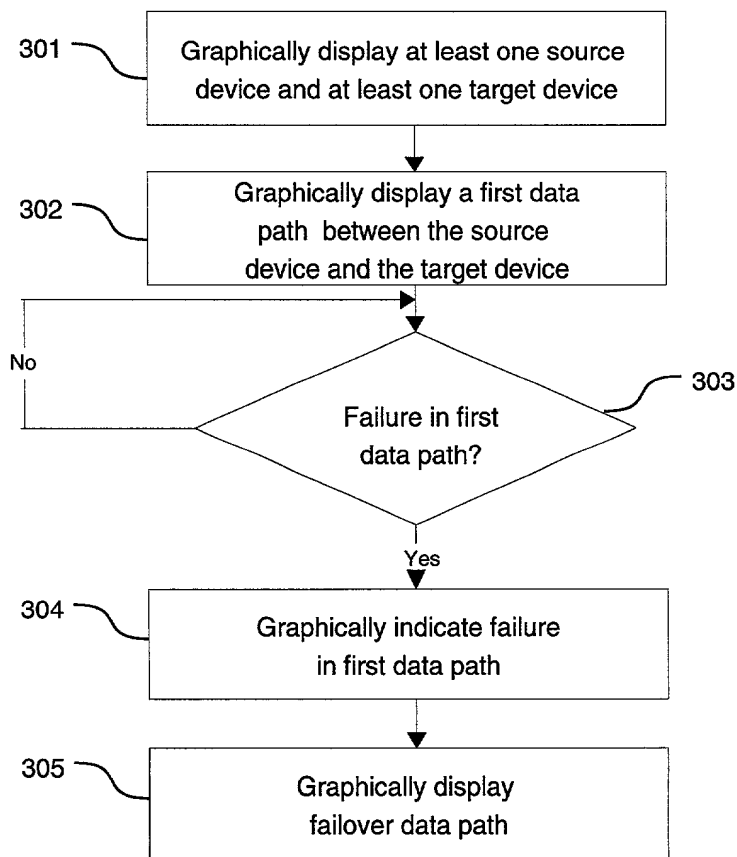 301
Graphically display at least one source
device and at least one target device
302
Graphically display a first data
path between the source
device and the target device
No
303
Failure in first
data path?
Yes
304
Graphically indicate failure
in first data path
305
Graphically display
failover data path